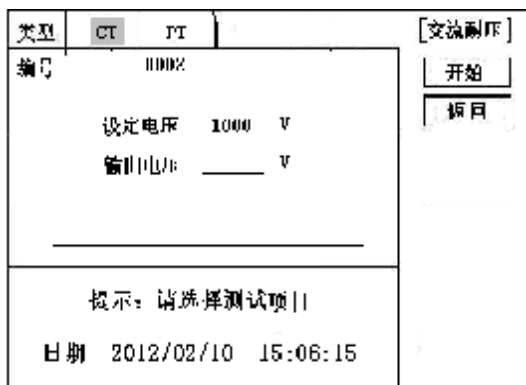 类型 CT PT
[交流耐压]
编号 0002
开始
返回
设定电压 1000 V
输出电压 V
提示：请选择测试项目
日期 2012/02/10 15:06:15